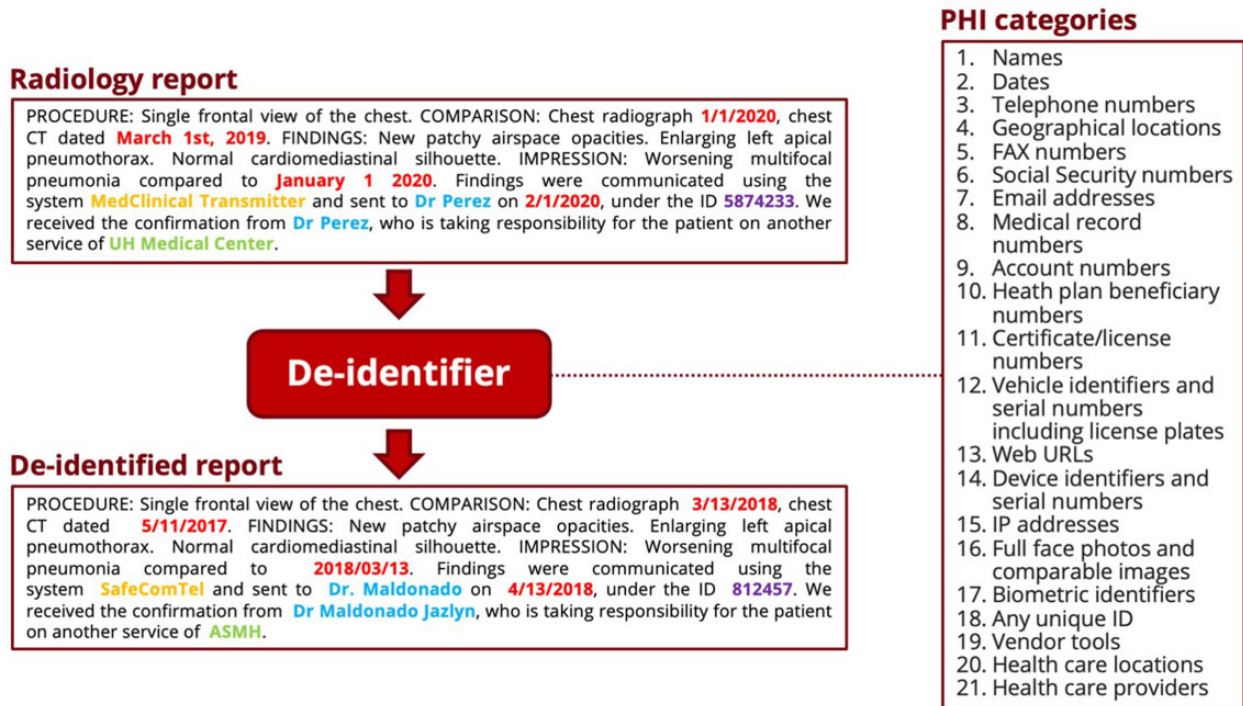 Radiology report
PROCEDURE: Single frontal view of the chest. COMPARISON: Chest radiograph 1/1/2020, chest
CT dated March 1st, 2019. FINDINGS: New patchy airspace opacities. Enlarging left apical
pneumothorax. Normal cardiomediastinal silhouette. IMPRESSION: Worsening multifocal
pneumonia compared to January 1 2020. Findings were communicated using the
system MedClinical Transmitter and sent to Dr Perez on 2/1/2020, under the ID 5874233. We
received the confirmation from Dr Perez, who is taking responsibility for the patient on another
service of UH Medical Center.
De-identifier
De-identified report
PROCEDURE: Single frontal view of the chest. COMPARISON: Chest radiograph 3/13/2018, chest
CT dated 5/11/2017. FINDINGS: New patchy airspace opacities. Enlarging left apical
pneumothorax. Normal cardiomediastinal silhouette. IMPRESSION: Worsening multifocal
pneumonia compared to 2018/03/13. Findings were communicated using the
system SafeComTel and sent to Dr. Maldonado on 4/13/2018, under the ID 812457. We
received the confirmation from Dr Maldonado Jazlyn, who is taking responsibility for the patient
on another service of ASMH.
PHI categories
1. Names
2. Dates
3. Telephone numbers
4. Geographical locations
5. FAX numbers
6. Social Security numbers
7. Email addresses
8. Medical record
numbers
9. Account numbers
10. Heath plan beneficiary
numbers
11. Certificate/license
numbers
12. Vehicle identifiers and
serial numbers
including license plates
13. Web URLs
14. Device identifiers and
serial numbers
15. IP addresses
16. Full face photos and
comparable images
17. Biometric identifiers
18. Any unique ID
19. Vendor tools
20. Health care locations
21. Health care providers